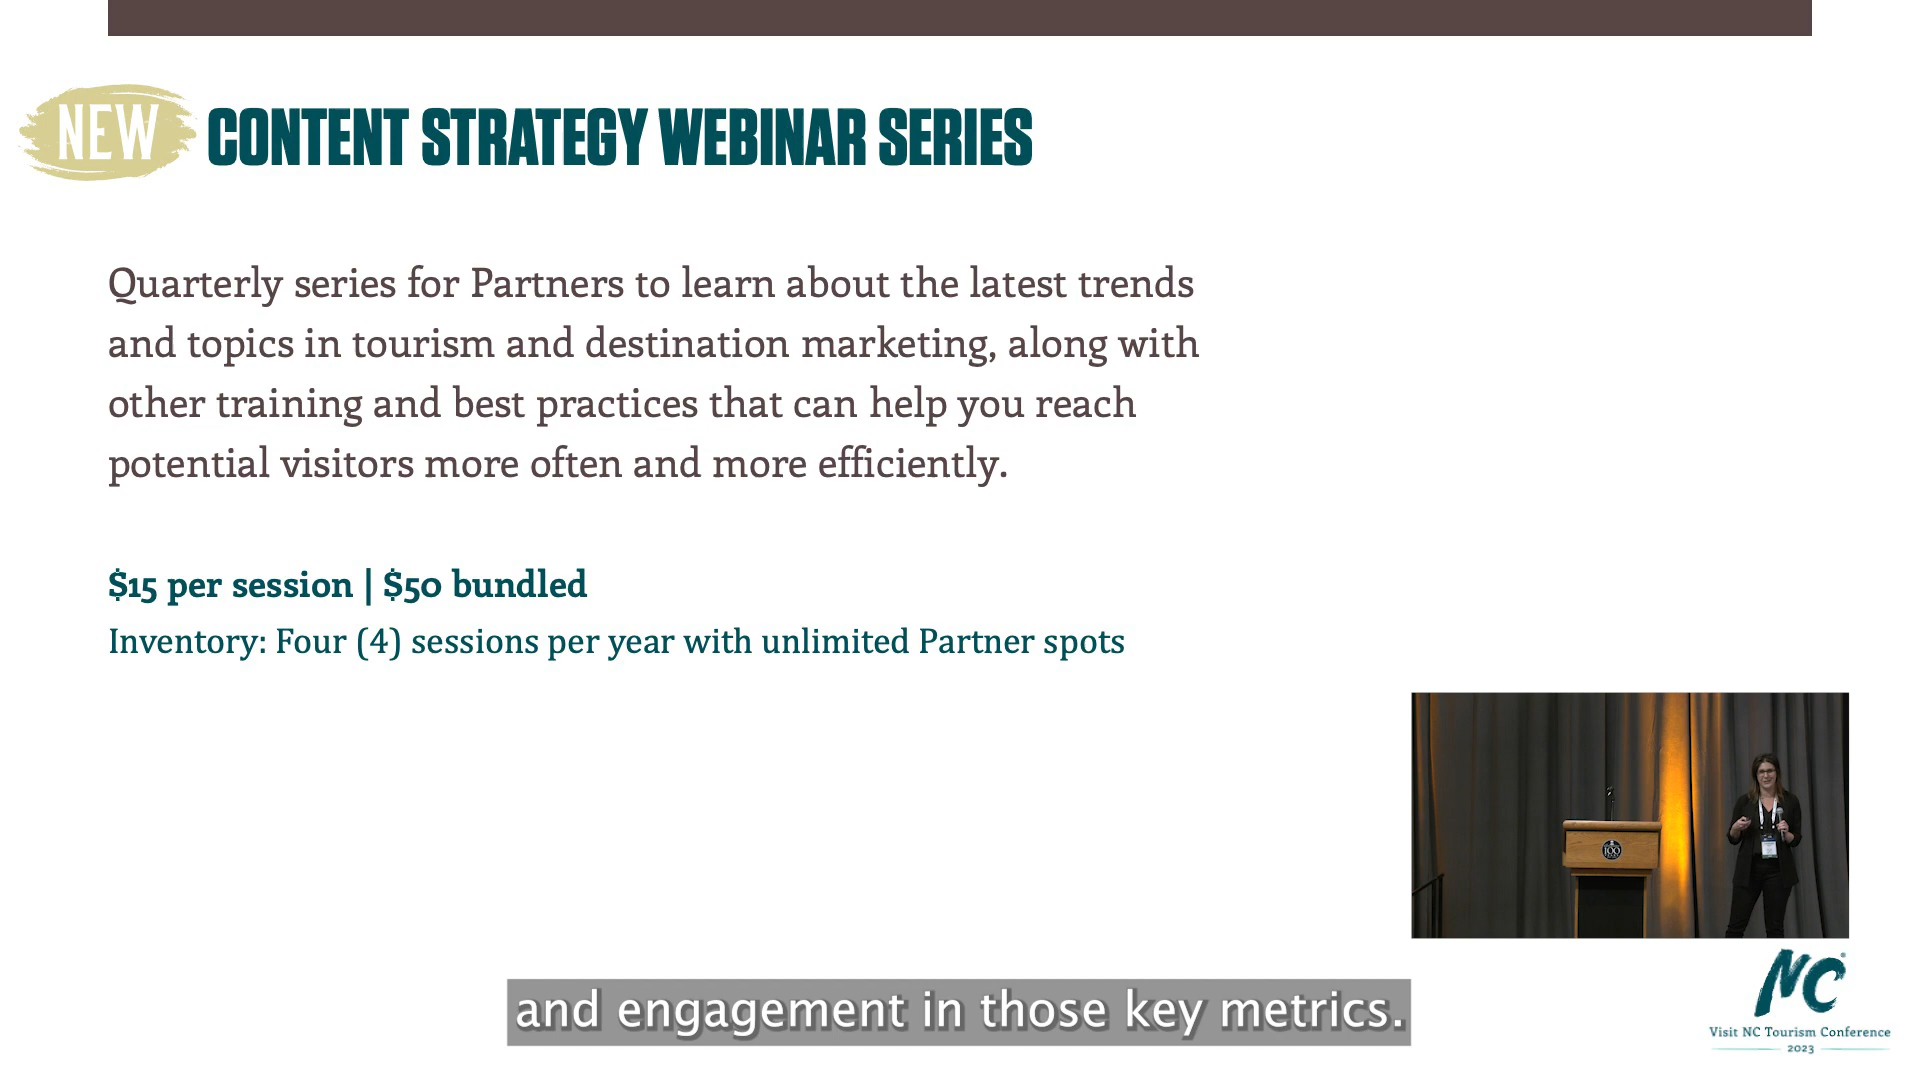 NEW CONTENT STRATEGY WEBINAR SERIES
Quarterly series for Partners to learn about the latest trends
and topics in tourism and destination marketing, along with
other training and best practices that can help you reach
potential visitors more often and more efficiently.
$15 per session | $50 bundled
Inventory: Four (4) sessions per year with unlimited Partner spots
100
and engagement in those key metrics.
NC
Visit NC Tourism Conference
2023